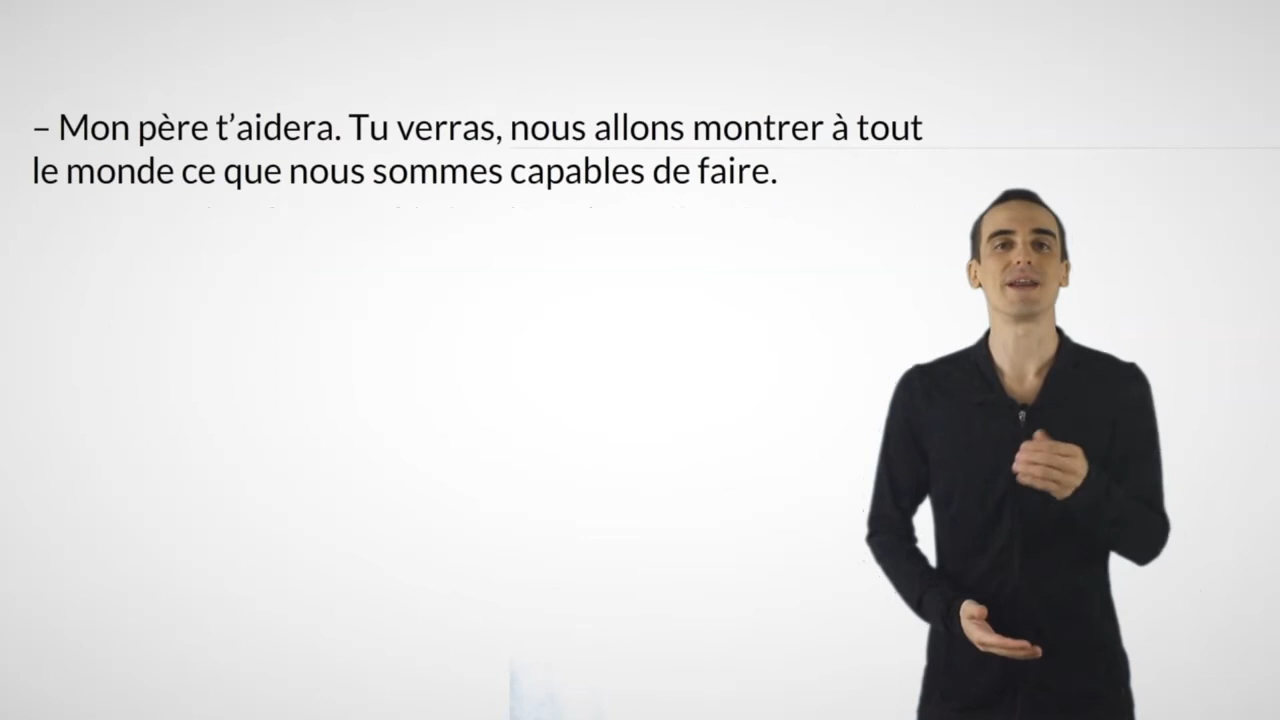 – Mon père t’aidera. Tu verras, nous allons montrer à tout
le monde ce que nous sommes capables de faire.